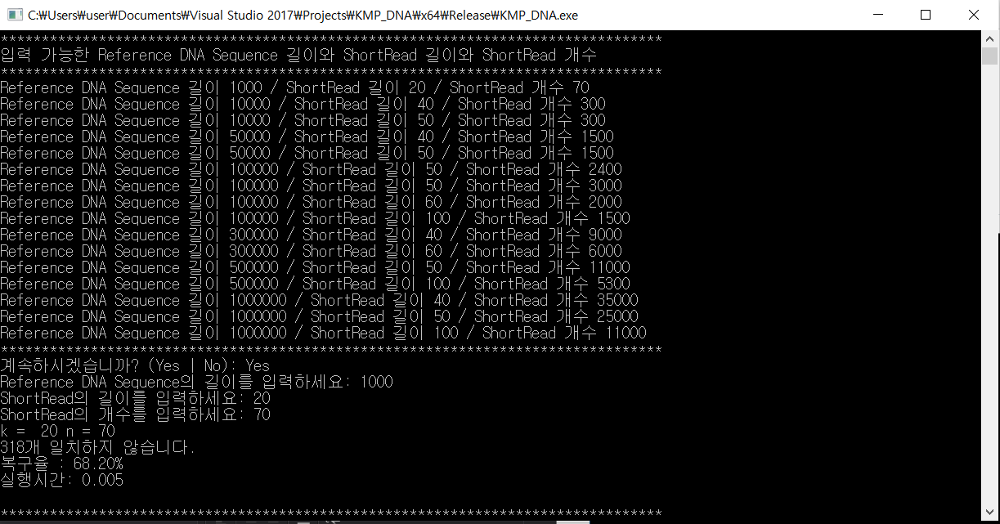 C:₩Users₩user₩Documents₩Visual Studio 2017₩Projects₩KMP_DNA₩x64₩Release₩KMP_DNA.exe
*********************************************************************************
입력 가능한 Reference DNA Sequence 길이와 ShortRead 길이와 ShortRead 개수
*********************************************************************************
Reference DNA Sequence 길이 1000 / ShortRead 길이 20 / ShortRead 개수 70
Reference DNA Sequence 길이 10000 / ShortRead 길이 40 / ShortRead 개수 300
Reference DNA Sequence 길이 10000 / ShortRead 길이 50 / ShortRead 개수 300
Reference DNA Sequence 길이 50000 / ShortRead 길이 40 / ShortRead 개수 1500
Reference DNA Sequence 길이 50000 / ShortRead 길이 50 / ShortRead 개수 1500
Reference DNA Sequence 길이 100000 / ShortRead 길이 50 / ShortRead 개수 2400
Reference DNA Sequence 길이 100000 / ShortRead 길이 50 / ShortRead 개수 3000
Reference DNA Sequence 길이 100000 / ShortRead 길이 60 / ShortRead 개수 2000
Reference DNA Sequence 길이 100000 / ShortRead 길이 100 / ShortRead 개수 1500
Reference DNA Sequence 길이 300000 / ShortRead 길이 40 / ShortRead 개수 9000
Reference DNA Sequence 길이 300000 / ShortRead 길이 60 / ShortRead 개수 6000
Reference DNA Sequence 길이 500000 / ShortRead 길이 50 / ShortRead 개수 11000
Reference DNA Sequence 길이 500000 / ShortRead 길이 100 / ShortRead 개수 5300
Reference DNA Sequence 길이 1000000 / ShortRead 길이 40 / ShortRead 개수 35000
Reference DNA Sequence 길이 1000000 / ShortRead 길이 50 / ShortRead 개수 25000
Reference DNA Sequence 길이 1000000 / ShortRead 길이 100 / ShortRead 개수 11000
*********************************************************************************
계속하시겠습니까? (Yes | No): Yes
Reference DNA Sequence의 길이를 입력하세요: 1000
ShortRead의 길이를 입력하세요: 20
ShortRead의 개수를 입력하세요: 70
k =  20 n = 70
318개 일치하지 않습니다.
복구율 : 68.20%
실행시간: 0.005
*********************************************************************************